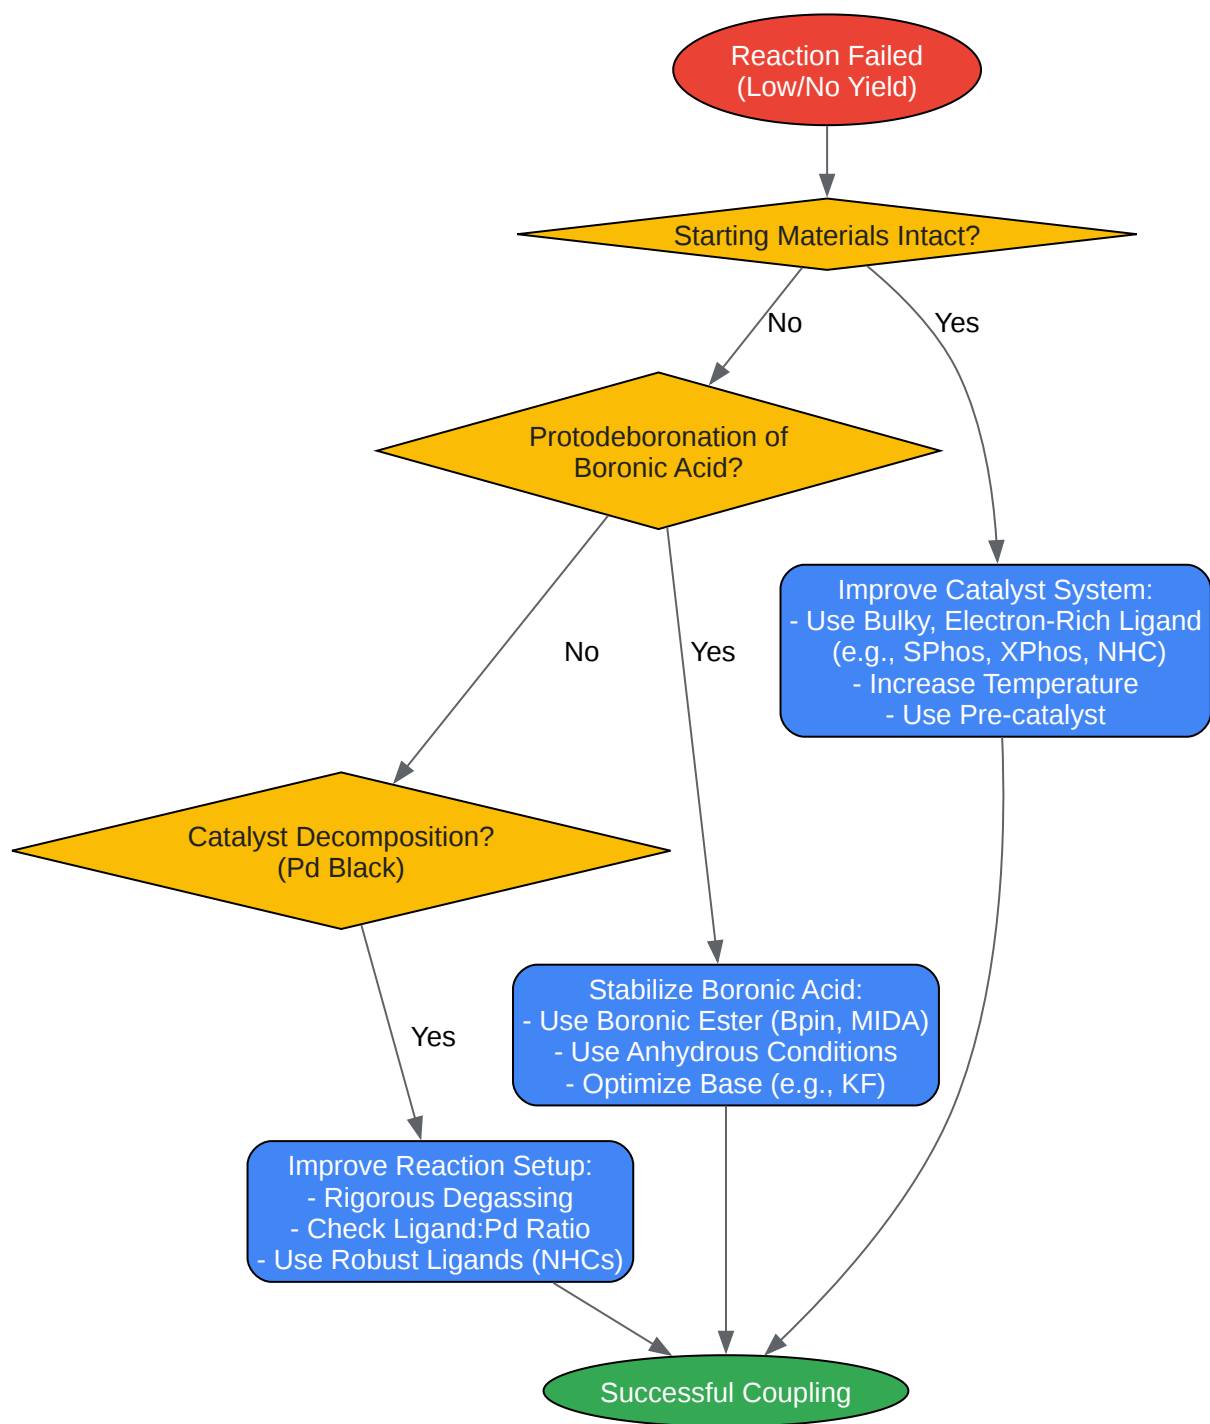 Reaction Failed
(Low/No Yield)
Starting Materials Intact?
No
Yes
Protodeboronation of
Boronic Acid?
Improve Catalyst System:
- Use Bulky, Electron-Rich Ligand
(e.g., SPhos, XPhos, NHC)
- Increase Temperature
- Use Pre-catalyst
No
Yes
Catalyst Decomposition?
(Pd Black)
Stabilize Boronic Acid:
- Use Boronic Ester (Bpin, MIDA)
- Use Anhydrous Conditions
- Optimize Base (e.g., KF)
Yes
Improve Reaction Setup:
- Rigorous Degassing
- Check Ligand:Pd Ratio
- Use Robust Ligands (NHCs)
Successful Coupling